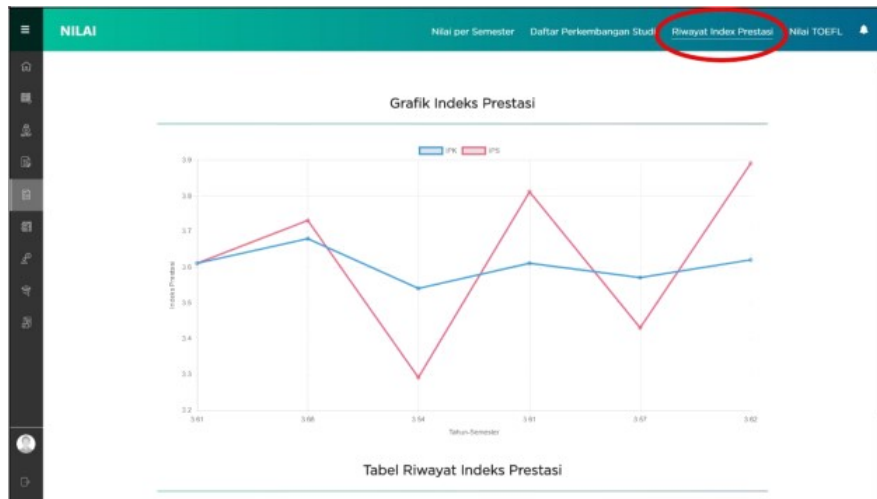 NILAI
Nilai per Semester Daftar Perkembangan Studi Riwayat Index Prestasi Nilai TOEFL
Grafik Indeks Prestasi
IPK IPS
3.9
3.8
3.7
3.6
3.5
3.4
3.3
3.2
Indeks Prestasi
3.61 3.68 3.54 3.61 3.57 3.62
Tahun-Semester
Tabel Riwayat Indeks Prestasi